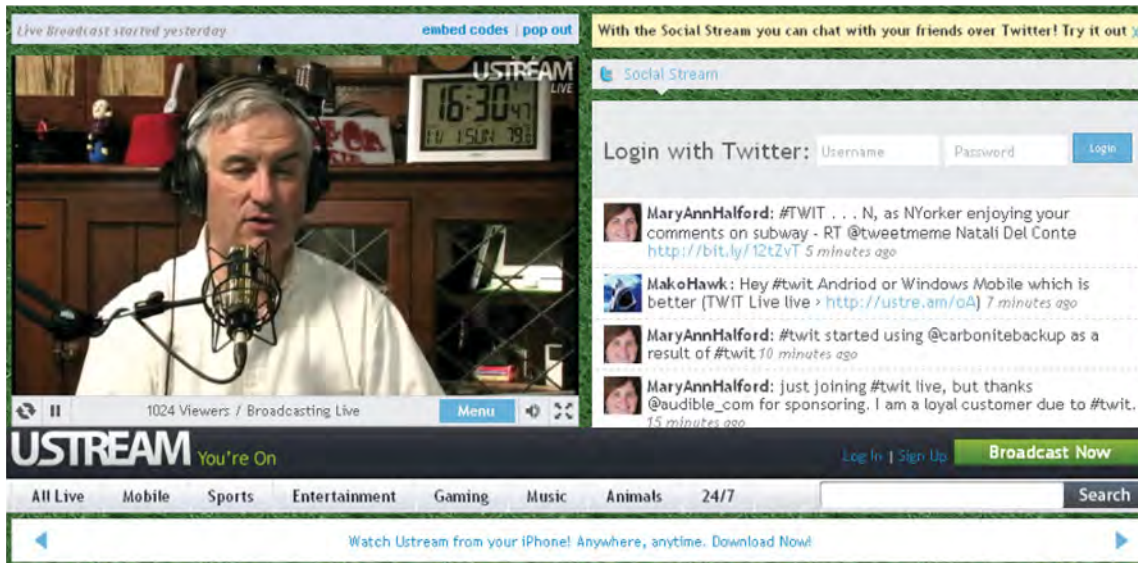 Live Broadcast started yesterday
embed codes | pop out
USTREAM
LIVE
16:30 47
11/ 1 SUN 79
1024 Viewers / Broadcasting Live
Menu
With the Social Stream you can chat with your friends over Twitter! Try it out
Social Stream
Login with Twitter:
Username
Password
Login
MaryAnnHalford: #TWIT . . . N, as NYorker enjoying your
comments on subway - RT @tweetmeme Natali Del Conte
http://bit.ly/12tZvT 5 minutes ago
MakoHawk: Hey #twit Andriod or Windows Mobile which is
better (TWiT Live live > http://ustre.am/oA) 7 minutes ago
MaryAnnHalford: #twit started using @carbonitebackup as a
result of #twit 10 minutes ago
MaryAnnHalford: just joining #twit live, but thanks
@audible_com for sponsoring. I am a loyal customer due to #twit.
15 minutes ago
USTREAM You're On
Log In | Sign Up
Broadcast Now
All Live Mobile Sports Entertainment Gaming Music Animals 24/7
Search
Watch Ustream from your iPhone! Anywhere, anytime. Download Now!